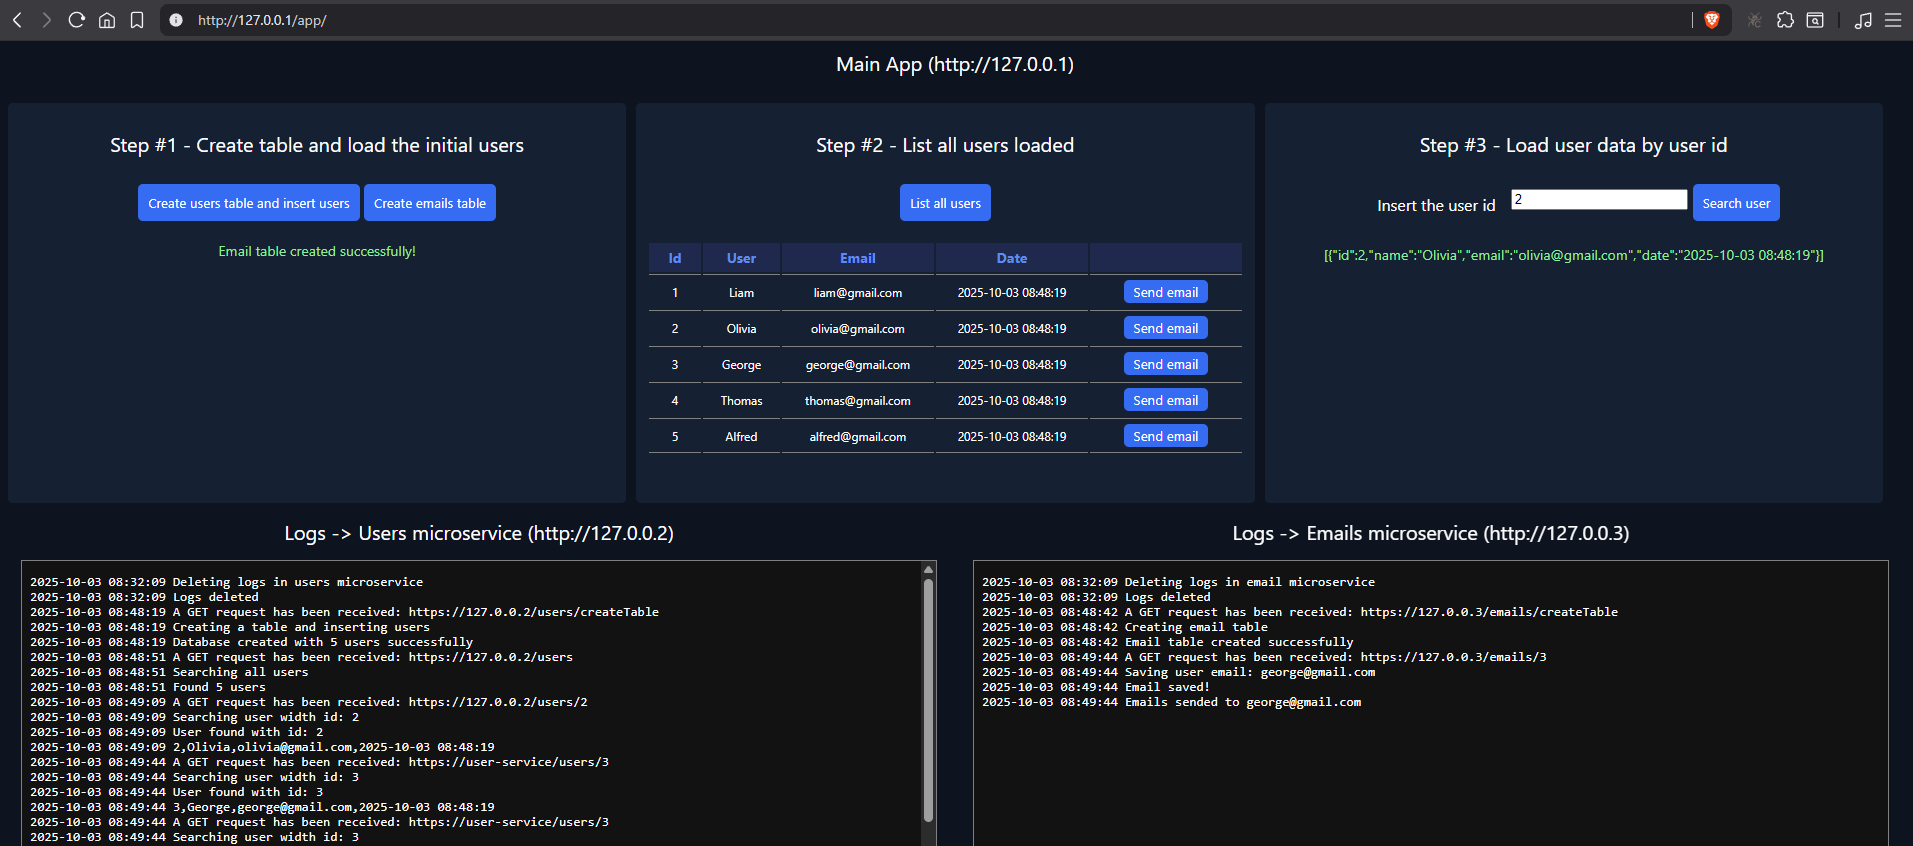 http://127.0.0.1/app/
Main App (http://127.0.0.1)
Step #1 - Create table and load the initial users
Create users table and insert users
Create emails table
Email table created successfully!
Step #2 - List all users loaded
List all users
Id User Email Date
1 Liam liam@gmail.com 2025-10-03 08:48:19 Send email
2 Olivia olivia@gmail.com 2025-10-03 08:48:19 Send email
3 George george@gmail.com 2025-10-03 08:48:19 Send email
4 Thomas thomas@gmail.com 2025-10-03 08:48:19 Send email
5 Alfred alfred@gmail.com 2025-10-03 08:48:19 Send email
Step #3 - Load user data by user id
Insert the user id 2 Search user
[{"id":2,"name":"Olivia","email":"olivia@gmail.com","date":"2025-10-03 08:48:19"}]
Logs -> Users microservice (http://127.0.0.2)
2025-10-03 08:32:09 Deleting logs in users microservice
2025-10-03 08:32:09 Logs deleted
2025-10-03 08:48:19 A GET request has been received: https://127.0.0.2/users/createTable
2025-10-03 08:48:19 Creating a table and inserting users
2025-10-03 08:48:19 Database created with 5 users successfully
2025-10-03 08:48:51 A GET request has been received: https://127.0.0.2/users
2025-10-03 08:48:51 Searching all users
2025-10-03 08:48:51 Found 5 users
2025-10-03 08:49:09 A GET request has been received: https://127.0.0.2/users/2
2025-10-03 08:49:09 Searching user width id: 2
2025-10-03 08:49:09 User found with id: 2
2025-10-03 08:49:09 2,Olivia,olivia@gmail.com,2025-10-03 08:48:19
2025-10-03 08:49:44 A GET request has been received: https://user-service/users/3
2025-10-03 08:49:44 Searching user width id: 3
2025-10-03 08:49:44 User found with id: 3
2025-10-03 08:49:44 3,George,george@gmail.com,2025-10-03 08:48:19
2025-10-03 08:49:44 A GET request has been received: https://user-service/users/3
2025-10-03 08:49:44 Searching user width id: 3
Logs -> Emails microservice (http://127.0.0.3)
2025-10-03 08:32:09 Deleting logs in email microservice
2025-10-03 08:32:09 Logs deleted
2025-10-03 08:48:42 A GET request has been received: https://127.0.0.3/emails/createTable
2025-10-03 08:48:42 Creating email table
2025-10-03 08:48:42 Email table created successfully
2025-10-03 08:49:44 A GET request has been received: https://127.0.0.3/emails/3
2025-10-03 08:49:44 Saving user email: george@gmail.com
2025-10-03 08:49:44 Email saved!
2025-10-03 08:49:44 Emails sended to george@gmail.com